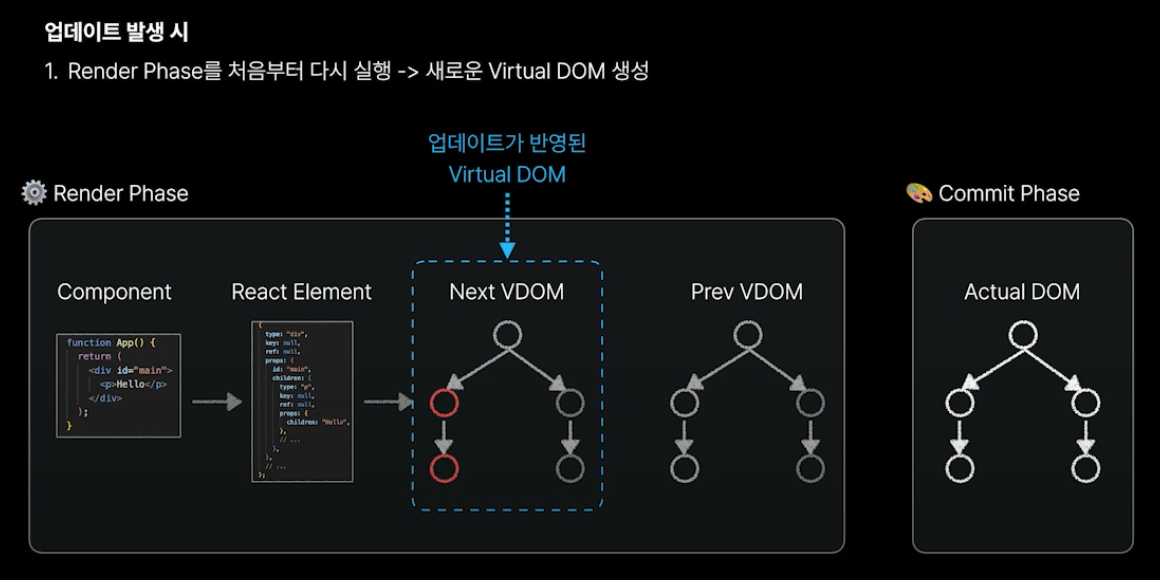 업데이트 발생 시
1. Render Phase를 처음부터 다시 실행 -> 새로운 Virtual DOM 생성
업데이트가 반영된
Virtual DOM
Render Phase
Commit Phase
Component
React Element
Next VDOM
Prev VDOM
Actual DOM
function App() {
return (
<div id="main">
<p>Hello</p>
</div>
);
}
{
type: "div",
key: null,
ref: null,
props: {
id: "main",
children: {
type: "p",
key: null,
ref: null,
props: {
children: "Hello",
},
// ...
},
},
// ...
};